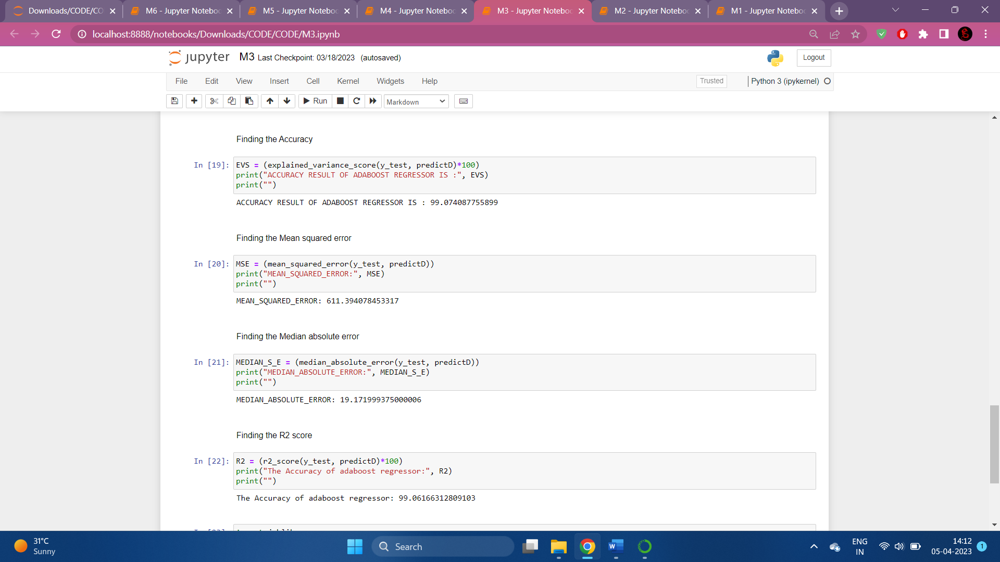 Downloads/CODE/CO
M6 - Jupyter Noteboo
M5 - Jupyter Noteboo
M4 - Jupyter Noteboo
M3 - Jupyter Noteboo
M2 - Jupyter Noteboo
M1 - Jupyter Noteboo
localhost:8888/notebooks/Downloads/CODE/CODE/M3.ipynb
jupyter M3 Last Checkpoint: 03/18/2023 (autosaved)
Logout
File Edit View Insert Cell Kernel Widgets Help
Trusted
Python 3 (ipykernel)
Run
Markdown
Finding the Accuracy
In [19]: EVS = (explained_variance_score(y_test, predictD)*100)
print("ACCURACY RESULT OF ADABOOST REGRESSOR IS :", EVS)
print("")
ACCURACY RESULT OF ADABOOST REGRESSOR IS : 99.074087755899
Finding the Mean squared error
In [20]: MSE = (mean_squared_error(y_test, predictD))
print("MEAN_SQUARED_ERROR:", MSE)
print("")
MEAN_SQUARED_ERROR: 611.394078453317
Finding the Median absolute error
In [21]: MEDIAN_S_E = (median_absolute_error(y_test, predictD))
print("MEDIAN_ABSOLUTE_ERROR:", MEDIAN_S_E)
print("")
MEDIAN_ABSOLUTE_ERROR: 19.171999375000006
Finding the R2 score
In [22]: R2 = (r2_score(y_test, predictD)*100)
print("The Accuracy of adaboost regressor:", R2)
print("")
The Accuracy of adaboost regressor: 99.06166312809103
31°C
Sunny
Search
ENG
IN
14:12
05-04-2023
1